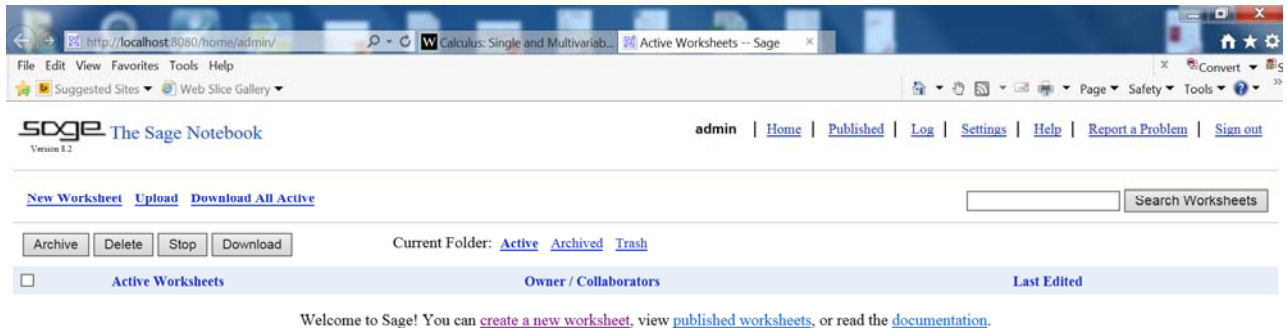 http://localhost:8080/home/admin/ Calculus: Single and Multivariab... Active Worksheets -- Sage
File Edit View Favorites Tools Help x Convert
Suggested Sites Web Slice Gallery Page Safety Tools
sage The Sage Notebook admin | Home | Published | Log | Settings | Help | Report a Problem | Sign out
Version 8.2
New Worksheet Upload Download All Active Search Worksheets
Archive Delete Stop Download Current Folder: Active Archived Trash
Active Worksheets Owner / Collaborators Last Edited
Welcome to Sage! You can create a new worksheet, view published worksheets, or read the documentation.